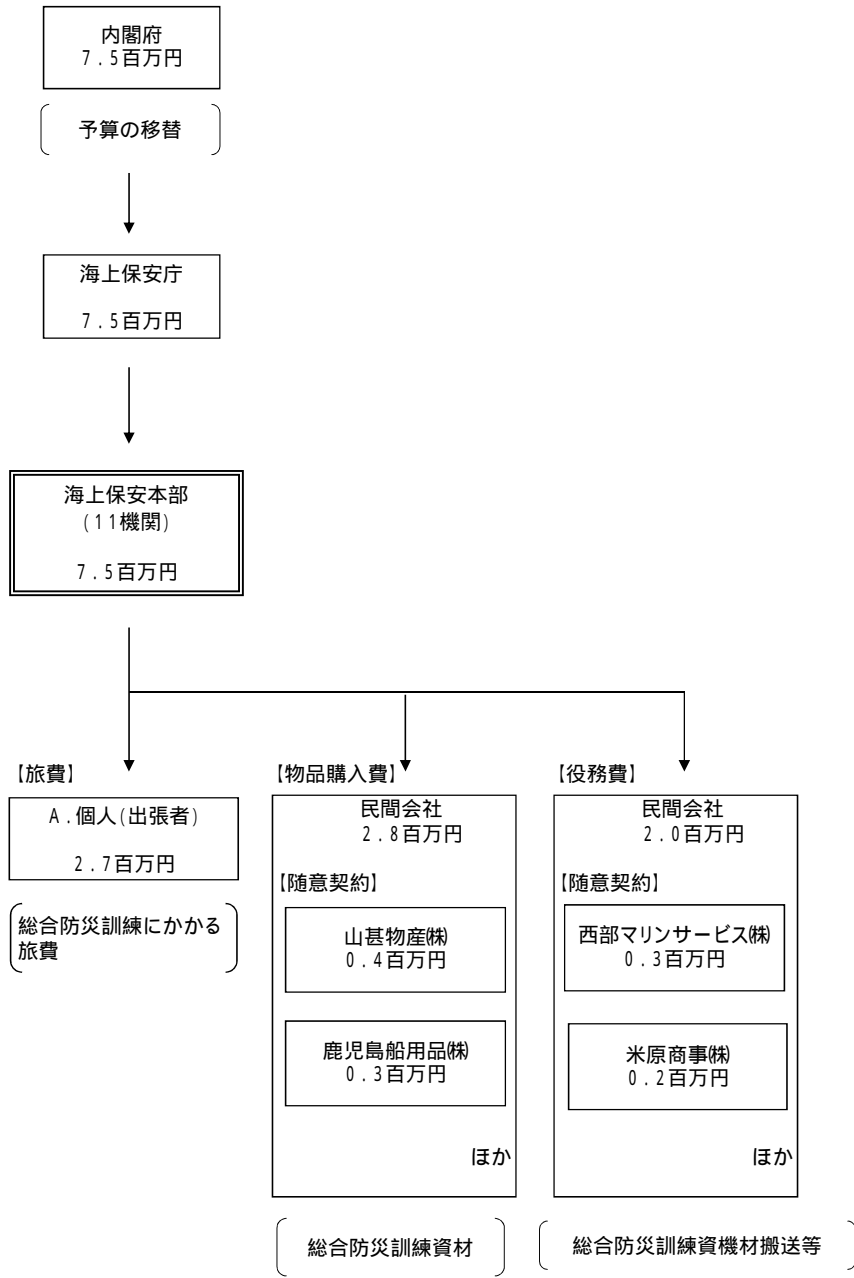 内閣府
7.5百万円
予算の移替
海上保安庁
7.5百万円
海上保安本部
(11機関)
7.5百万円
【旅費】
A.個人(出張者)
2.7百万円
総合防災訓練にかかる
旅費
【物品購入費】
民間会社
2.8百万円
【随意契約】
山甚物産㈱
0.4百万円
鹿児島船用品㈱
0.3百万円
ほか
総合防災訓練資材
【役務費】
民間会社
2.0百万円
【随意契約】
西部マリンサービス㈱
0.3百万円
米原商事㈱
0.2百万円
ほか
総合防災訓練資機材搬送等